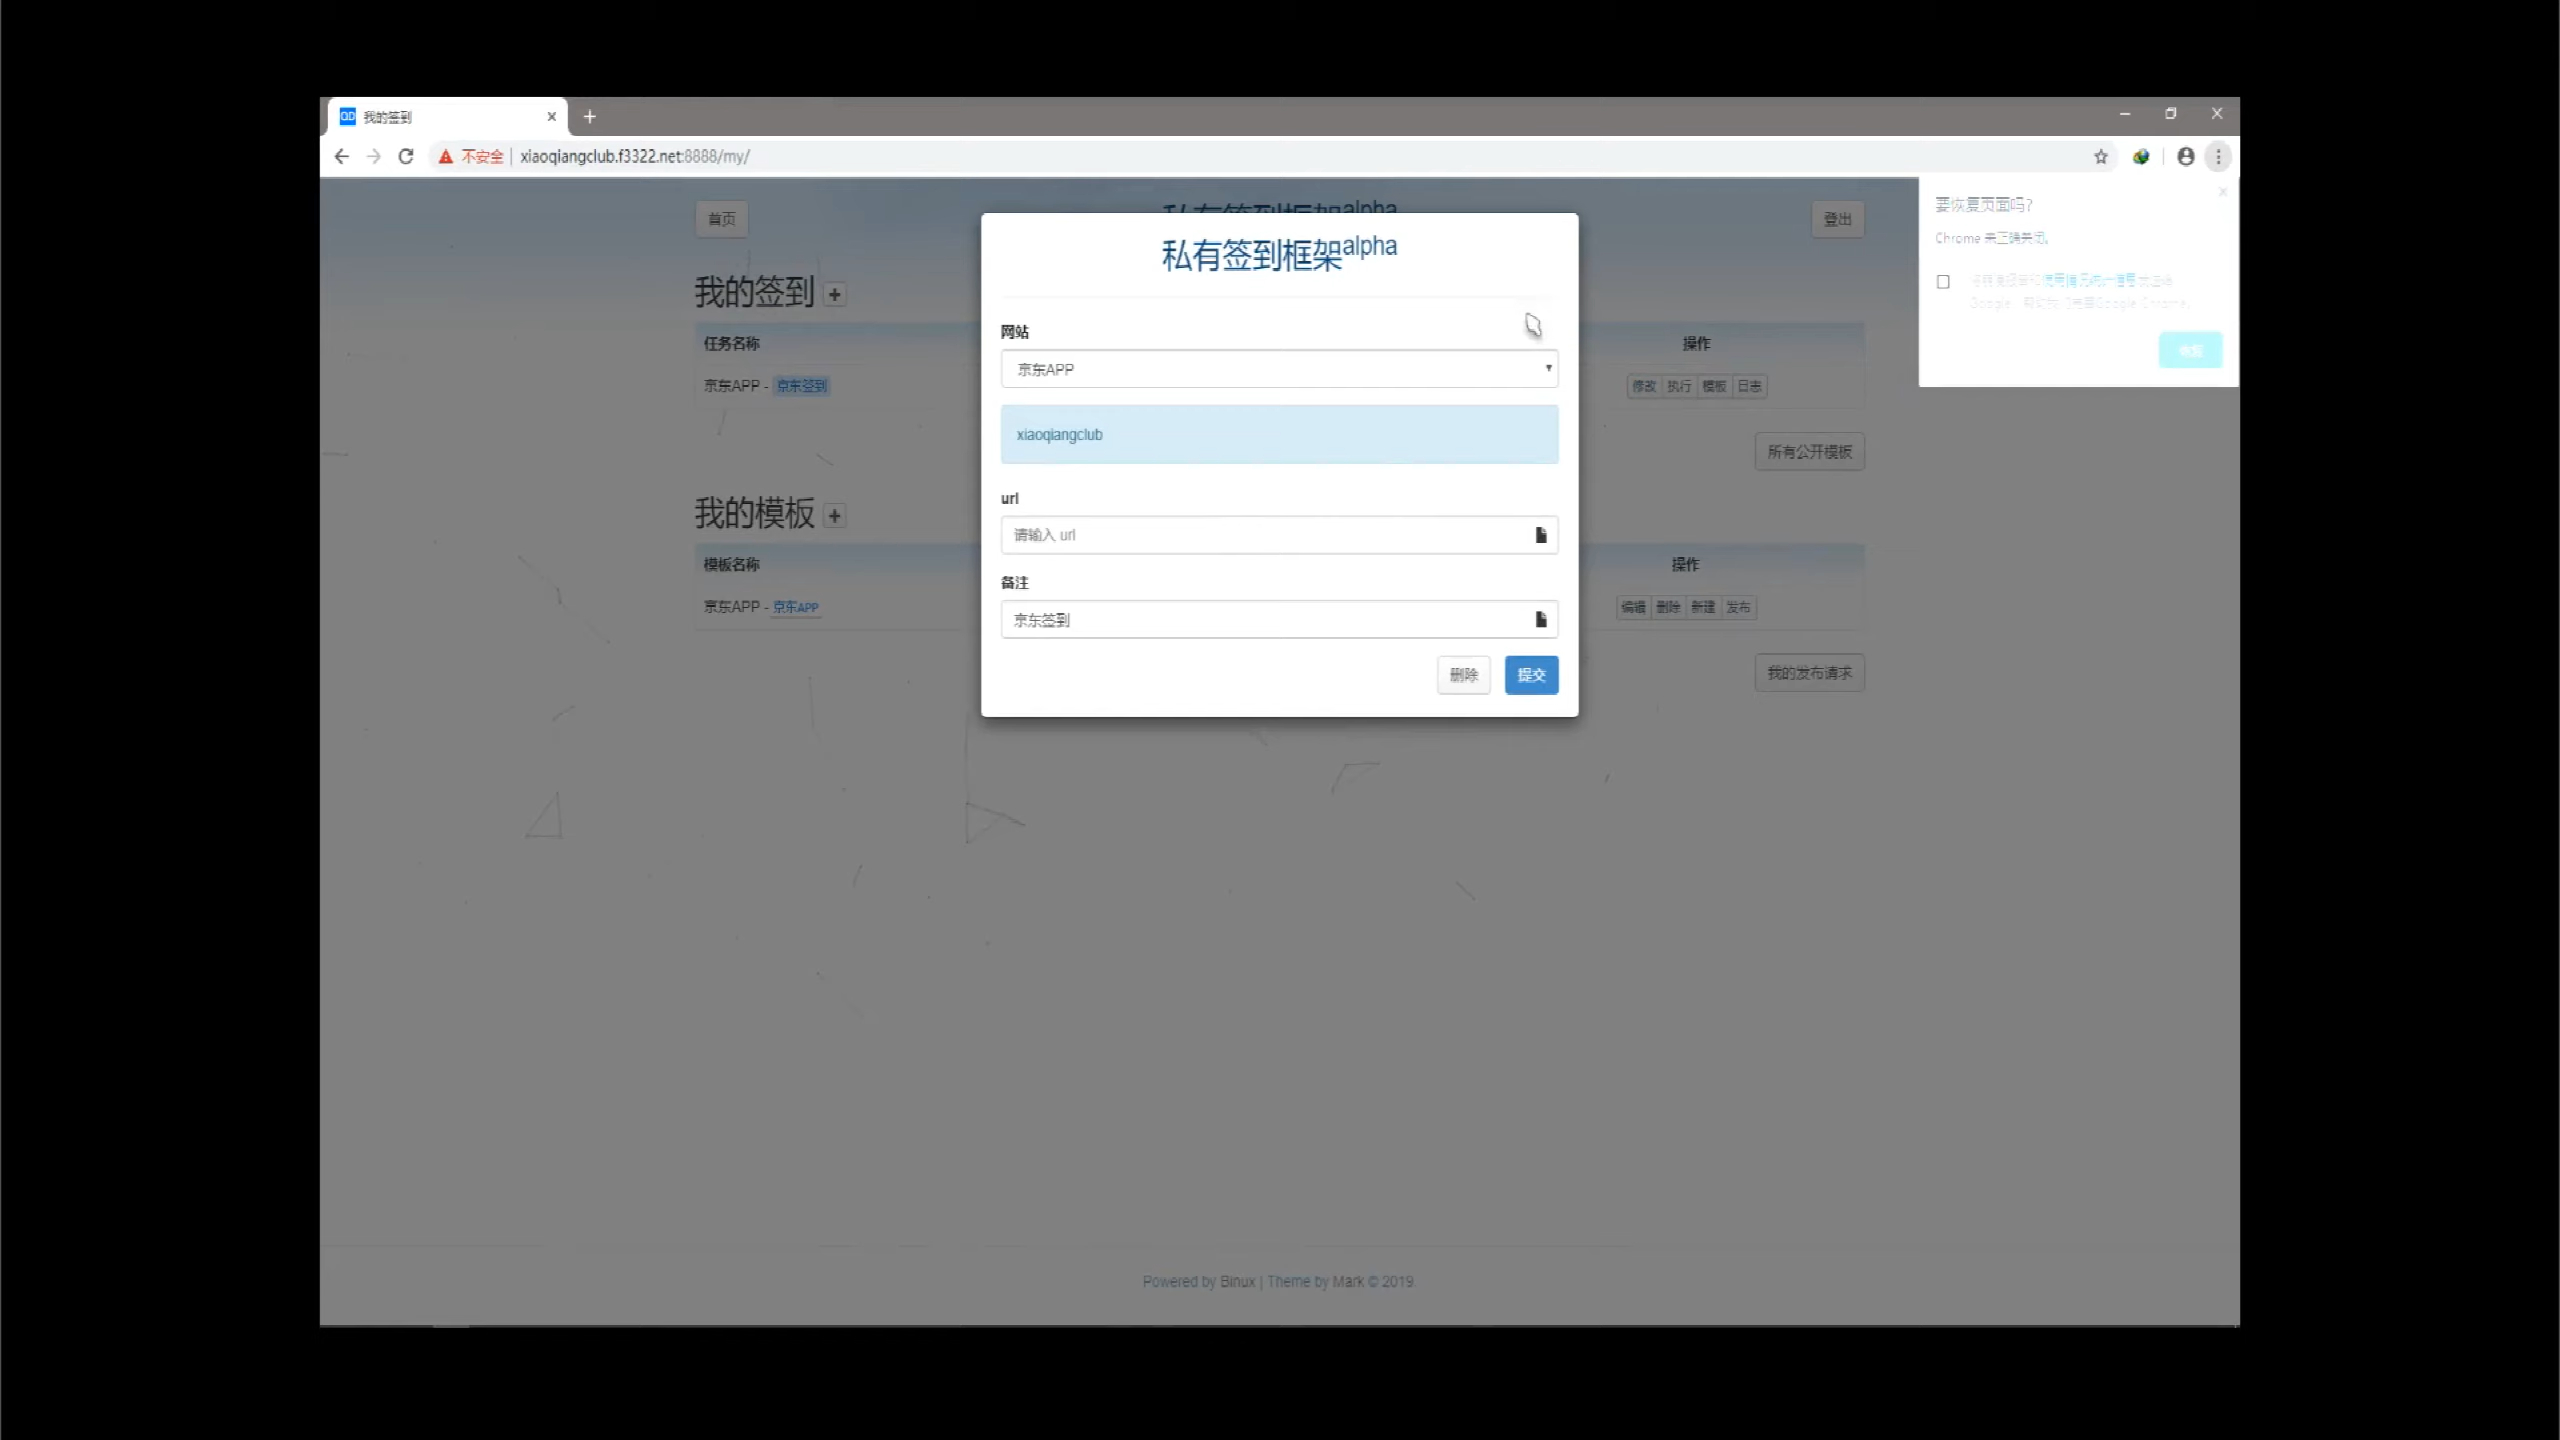 我的签到
不安全 | xiaoqiangclub.f3322.net:8888/my/
首页
私有签到框架alpha
登出
要恢复页面吗？
Chrome 未正确关闭。
我的签到 +
任务名称
操作
京东APP - 京东签到
修改 执行 模板 日志
所有公开模板
我的模板 +
模板名称
操作
京东APP - 京东APP
编辑 删除 新建 发布
我的发布请求
私有签到框架alpha
网站
京东APP
xiaoqiangclub
url
请输入 url
备注
京东签到
删除 提交
Powered by Binux | Theme by Mark © 2019